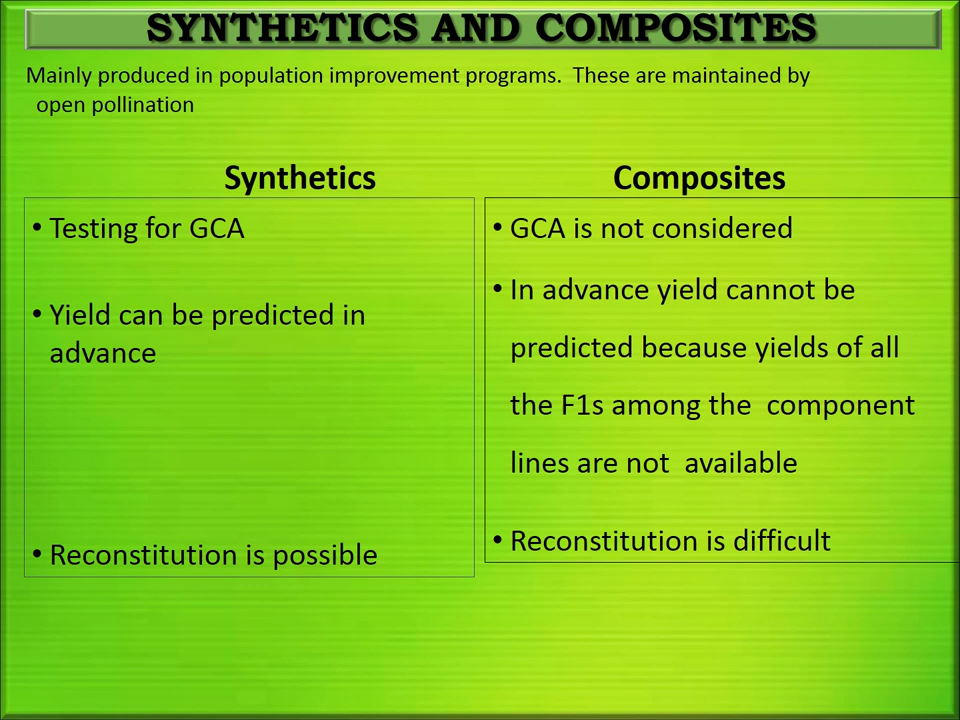 SYNTHETICS AND COMPOSITES
Mainly produced in population improvement programs.  These are maintained by
open pollination
Synthetics
• Testing for GCA
• Yield can be predicted in
advance
• Reconstitution is possible
Composites
• GCA is not considered
• In advance yield cannot be
predicted because yields of all
the F1s among the  component
lines are not  available
• Reconstitution is difficult